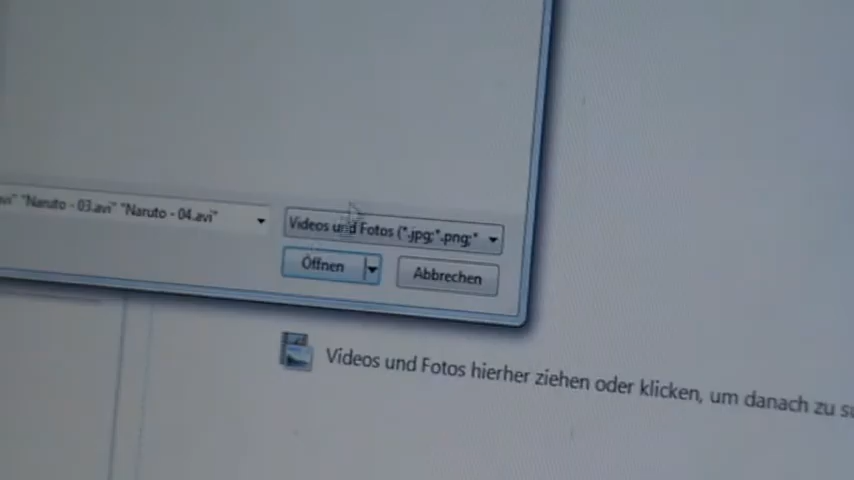 "Naruto - 03.avi" "Naruto - 04.avi"
Videos und Fotos (*.jpg;*.png;*
Öffnen
Abbrechen
Videos und Fotos hierher ziehen oder klicken, um danach zu